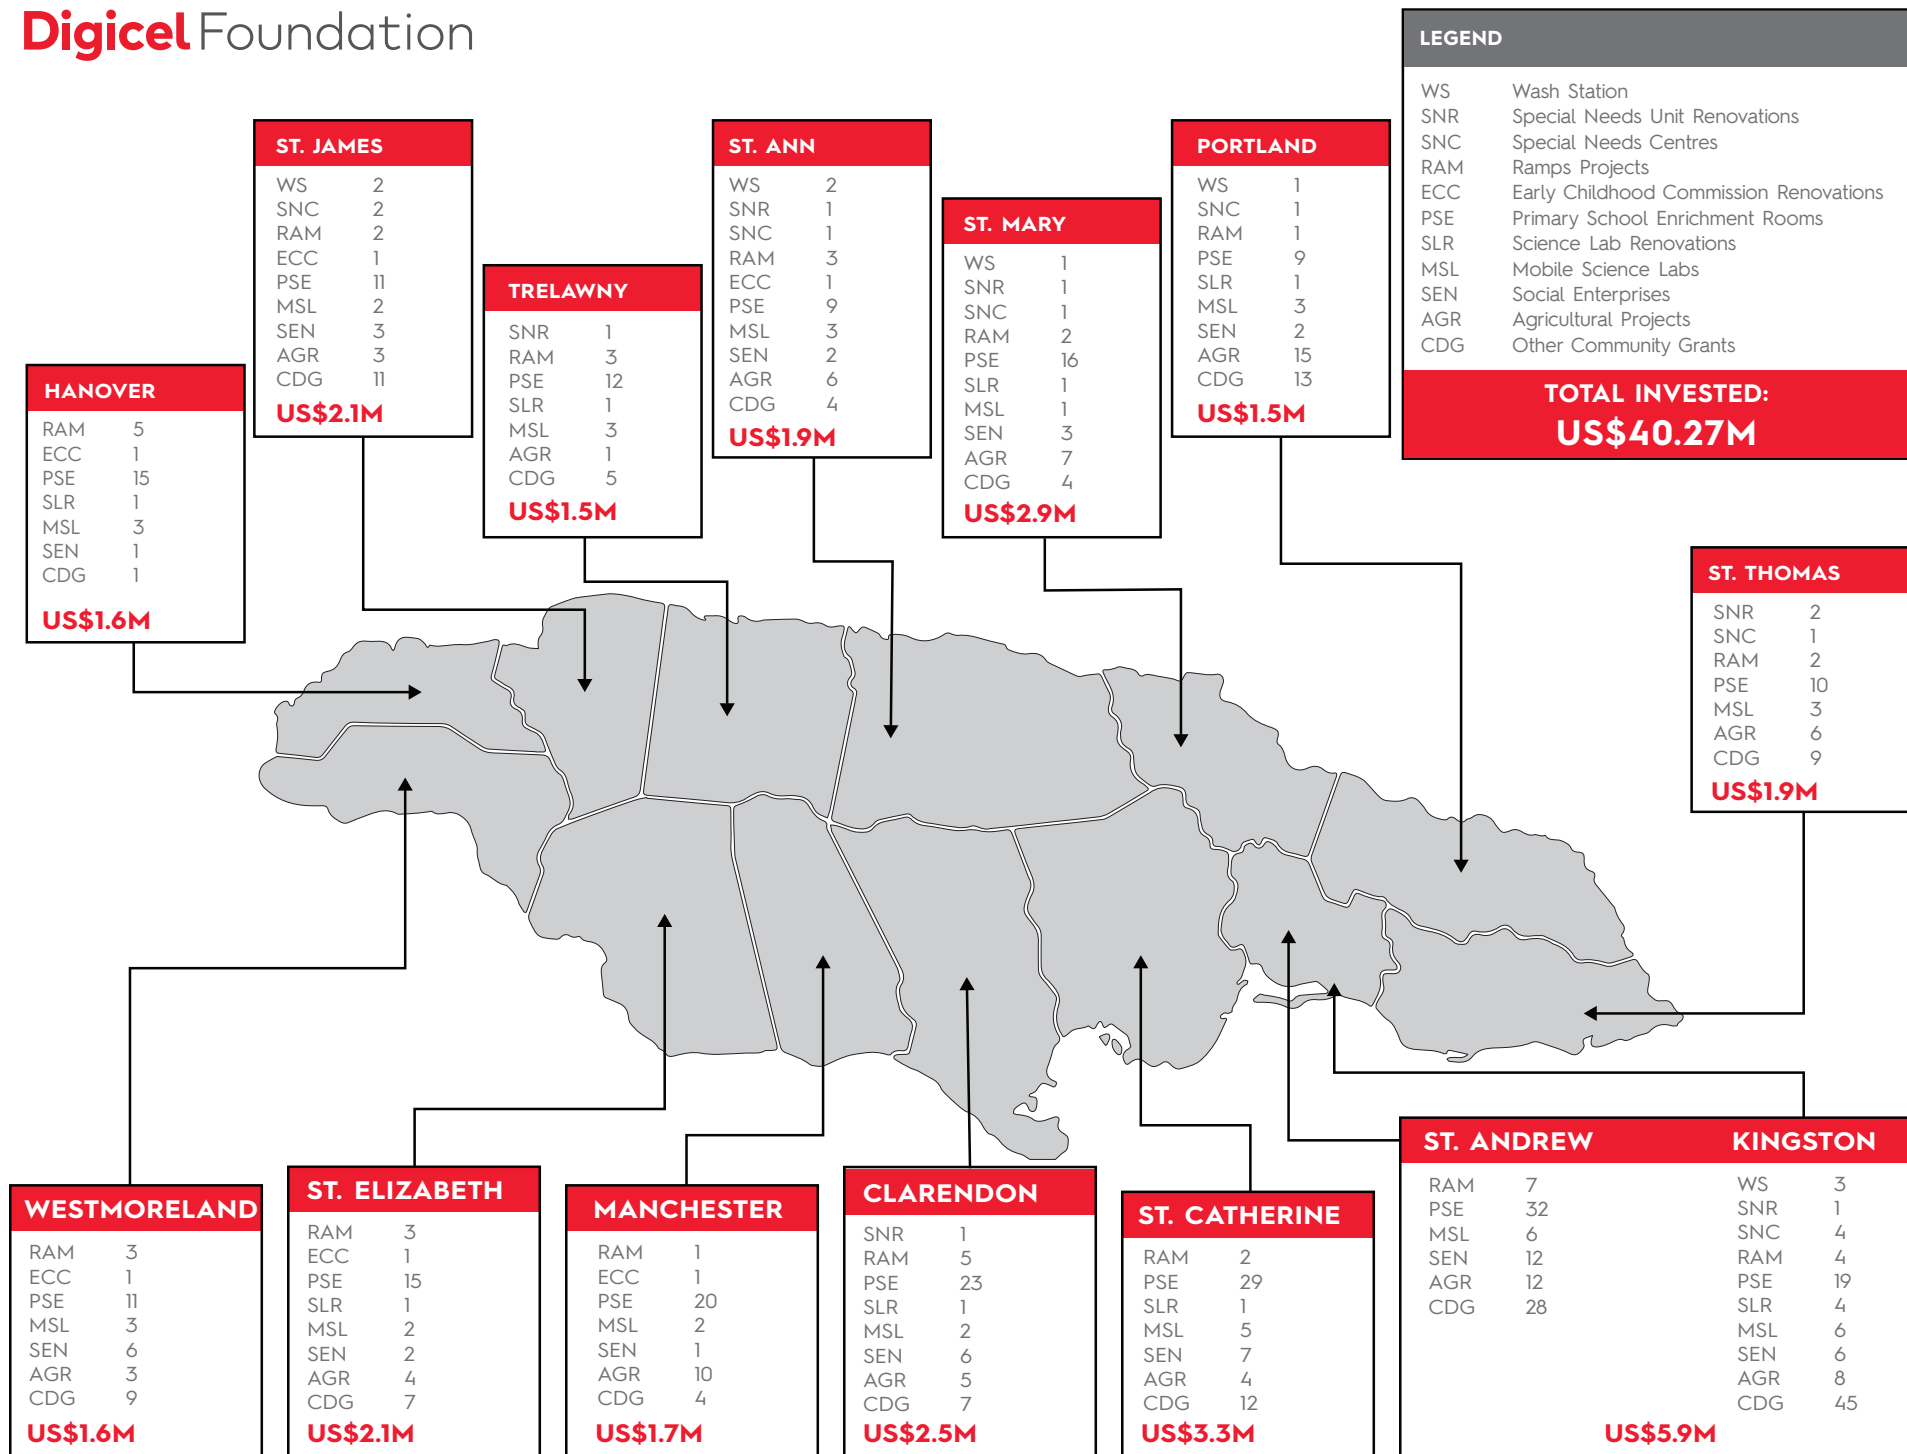 Digicel Foundation
LEGEND
WS Wash Station
SNR Special Needs Unit Renovations
SNC Special Needs Centres
RAM Ramps Projects
ECC Early Childhood Commission Renovations
PSE Primary School Enrichment Rooms
SLR Science Lab Renovations
MSL Mobile Science Labs
SEN Social Enterprises
AGR Agricultural Projects
CDG Other Community Grants
TOTAL INVESTED:
US$40.27M
HANOVER
RAM 5
ECC 1
PSE 15
SLR 1
MSL 3
SEN 1
CDG 1
US$1.6M
ST. JAMES
WS 2
SNC 2
RAM 2
ECC 1
PSE 11
MSL 2
SEN 3
AGR 3
CDG 11
US$2.1M
TRELAWNY
SNR 1
RAM 3
PSE 12
SLR 1
MSL 3
AGR 1
CDG 5
US$1.5M
ST. ANN
WS 2
SNR 1
SNC 1
RAM 3
ECC 1
PSE 9
MSL 3
SEN 2
AGR 6
CDG 4
US$1.9M
ST. MARY
WS 1
SNR 1
SNC 1
RAM 2
PSE 16
SLR 1
MSL 1
SEN 3
AGR 7
CDG 4
US$2.9M
PORTLAND
WS 1
SNC 1
RAM 1
PSE 9
SLR 1
MSL 3
SEN 2
AGR 15
CDG 13
US$1.5M
ST. THOMAS
SNR 2
SNC 1
RAM 2
PSE 10
MSL 3
AGR 6
CDG 9
US$1.9M
WESTMORELAND
RAM 3
ECC 1
PSE 11
MSL 3
SEN 6
AGR 3
CDG 9
US$1.6M
ST. ELIZABETH
RAM 3
ECC 1
PSE 15
SLR 1
MSL 2
SEN 2
AGR 4
CDG 7
US$2.1M
MANCHESTER
RAM 1
ECC 1
PSE 20
MSL 2
SEN 1
AGR 10
CDG 4
US$1.7M
CLARENDON
SNR 1
RAM 5
PSE 23
SLR 1
MSL 2
SEN 6
AGR 5
CDG 7
US$2.5M
ST. CATHERINE
RAM 2
PSE 29
SLR 1
MSL 5
SEN 7
AGR 4
CDG 12
US$3.3M
ST. ANDREW
RAM 7
PSE 32
MSL 6
SEN 12
AGR 12
CDG 28
KINGSTON
WS 3
SNR 1
SNC 4
RAM 4
PSE 19
SLR 4
MSL 6
SEN 6
AGR 8
CDG 45
US$5.9M